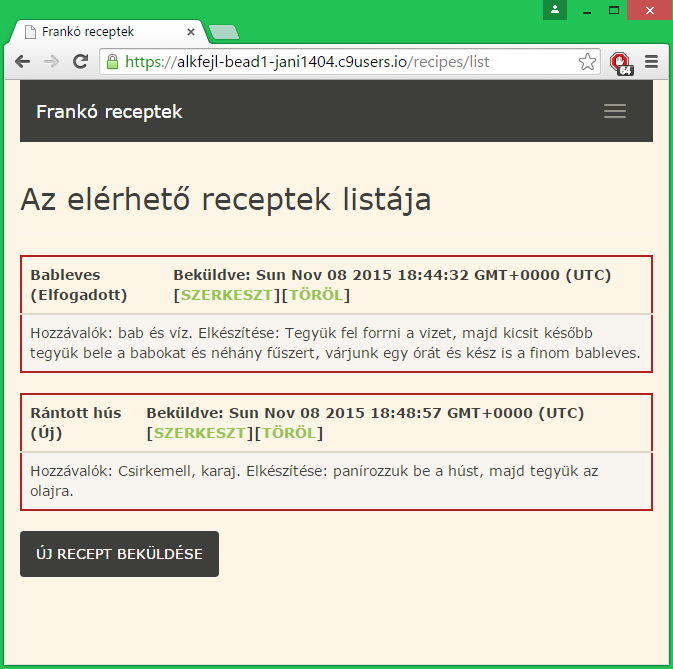 Frankó receptek
https://alkfejl-bead1-jani1404.c9users.io/recipes/list
64
Frankó receptek
Az elérhető receptek listája
Bableves
(Elfogadott)
Beküldve: Sun Nov 08 2015 18:44:32 GMT+0000 (UTC)
[SZERKESZT][TÖRÖL]
Hozzávalók: bab és víz. Elkészítése: Tegyük fel forrni a vizet, majd kicsit később
tegyük bele a babokat és néhány fűszert, várjunk egy órát és kész is a finom bableves.
Rántott hús
(Új)
Beküldve: Sun Nov 08 2015 18:48:57 GMT+0000 (UTC)
[SZERKESZT][TÖRÖL]
Hozzávalók: Csirkemell, karaj. Elkészítése: panírozzuk be a húst, majd tegyük az
olajra.
ÚJ RECEPT BEKÜLDÉSE